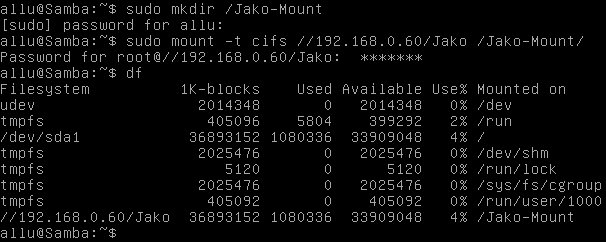 allu@Samba:~$ sudo mkdir /Jako-Mount
[sudo] password for allu:
allu@Samba:~$ sudo mount -t cifs //192.168.0.60/Jako /Jako-Mount/
Password for root@//192.168.0.60/Jako:  *******
allu@Samba:~$ df
Filesystem          1K-blocks    Used Available Use% Mounted on
udev                  2014348       0   2014348   0% /dev
tmpfs                  405096    5804    399292   2% /run
/dev/sda1            36893152 1080336  33909048   4% /
tmpfs                 2025476       0   2025476   0% /dev/shm
tmpfs                    5120       0      5120   0% /run/lock
tmpfs                 2025476       0   2025476   0% /sys/fs/cgroup
tmpfs                  405092       0    405092   0% /run/user/1000
//192.168.0.60/Jako  36893152 1080336  33909048   4% /Jako-Mount
allu@Samba:~$